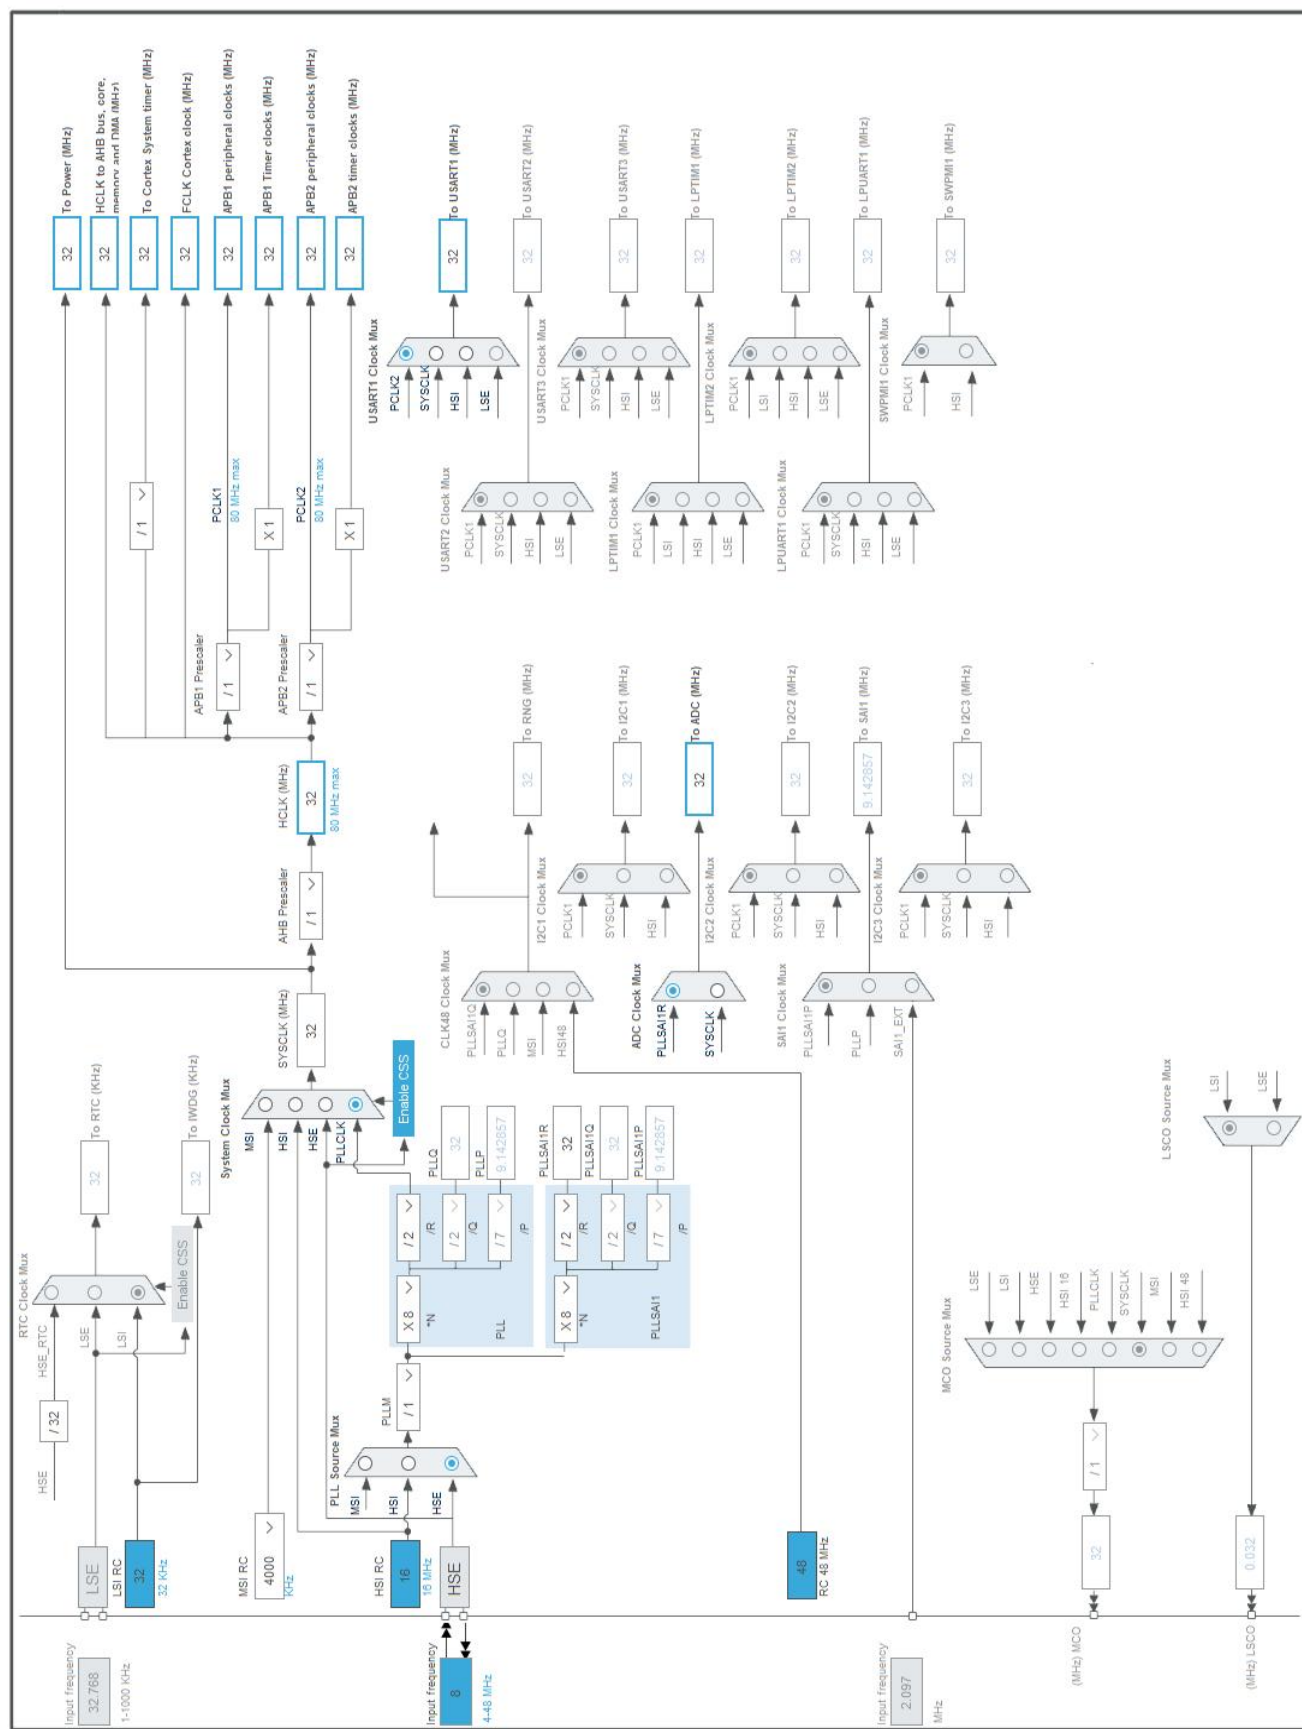 Input frequency
32.768
1-1000 KHz
LSE
LSI RC
32
32 KHz
HSE
/ 32
HSE_RTC
LSE
LSI
RTC Clock Mux
Enable CSS
32
To RTC (KHz)
32
To IWDG (KHz)
MSI RC
4000
KHz
HSI RC
16
16 MHz
Input frequency
8
4-48 MHz
HSE
PLL Source Mux
MSI
HSI
HSE
PLLM
/ 1
X 8
*N
PLL
/ 2
/R
/ 2
/Q
/ 7
/P
PLLQ
32
PLLP
9.142857
X 8
*N
PLLSAI1
/ 2
/R
/ 2
/Q
/ 7
/P
PLLSAI1R
32
PLLSAI1Q
32
PLLSAI1P
9.142857
System Clock Mux
MSI
HSI
HSE
PLLCLK
Enable CSS
SYSCLK (MHz)
32
AHB Prescaler
/ 1
HCLK (MHz)
32
80 MHz max
APB1 Prescaler
/ 1
APB2 Prescaler
/ 1
/ 1
PCLK1
80 MHz max
X 1
PCLK2
80 MHz max
X 1
32
To Power (MHz)
32
HCLK to AHB bus, core,
memory and DMA (MHz)
32
To Cortex System timer (MHz)
32
FCLK Cortex clock (MHz)
32
APB1 peripheral clocks (MHz)
32
APB1 Timer clocks (MHz)
32
APB2 peripheral clocks (MHz)
32
APB2 timer clocks (MHz)
USART1 Clock Mux
PCLK2
SYSCLK
HSI
LSE
32
To USART1 (MHz)
USART2 Clock Mux
PCLK1
SYSCLK
HSI
LSE
32
To USART2 (MHz)
USART3 Clock Mux
PCLK1
SYSCLK
HSI
LSE
32
To USART3 (MHz)
LPTIM1 Clock Mux
PCLK1
LSI
HSI
LSE
32
To LPTIM1 (MHz)
LPTIM2 Clock Mux
PCLK1
LSI
HSI
LSE
32
To LPTIM2 (MHz)
LPUART1 Clock Mux
PCLK1
SYSCLK
HSI
LSE
32
To LPUART1 (MHz)
SWPMI1 Clock Mux
PCLK1
HSI
32
To SWPMI1 (MHz)
CLK48 Clock Mux
PLLSAI1Q
PLLQ
MSI
HSI48
32
To RNG (MHz)
I2C1 Clock Mux
PCLK1
SYSCLK
HSI
32
To I2C1 (MHz)
ADC Clock Mux
PLLSAI1R
SYSCLK
32
To ADC (MHz)
I2C2 Clock Mux
PCLK1
SYSCLK
HSI
32
To I2C2 (MHz)
SAI1 Clock Mux
PLLSAI1P
PLLP
SAI1_EXT
9.142857
To SAI1 (MHz)
I2C3 Clock Mux
PCLK1
SYSCLK
HSI
32
To I2C3 (MHz)
48
RC 48 MHz
Input frequency
2.097
MHz
(MHz) MCO
32
/ 1
MCO Source Mux
LSE
LSI
HSE
HSI 16
PLLCLK
SYSCLK
MSI
HSI 48
(MHz) LSCO
0.032
LSCO Source Mux
LSI
LSE